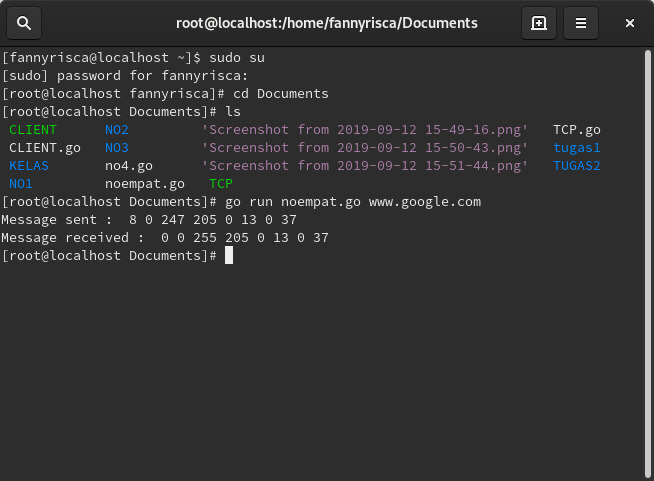 root@localhost:/home/fannyrisca/Documents
[fannyrisca@localhost ~]$ sudo su
[sudo] password for fannyrisca:
[root@localhost fannyrisca]# cd Documents
[root@localhost Documents]# ls
CLIENT NO2 'Screenshot from 2019-09-12 15-49-16.png' TCP.go
CLIENT.go NO3 'Screenshot from 2019-09-12 15-50-43.png' tugas1
KELAS no4.go 'Screenshot from 2019-09-12 15-51-44.png' TUGAS2
NO1 noempat.go TCP
[root@localhost Documents]# go run noempat.go www.google.com
Message sent :  8 0 247 205 0 13 0 37
Message received :  0 0 255 205 0 13 0 37
[root@localhost Documents]#